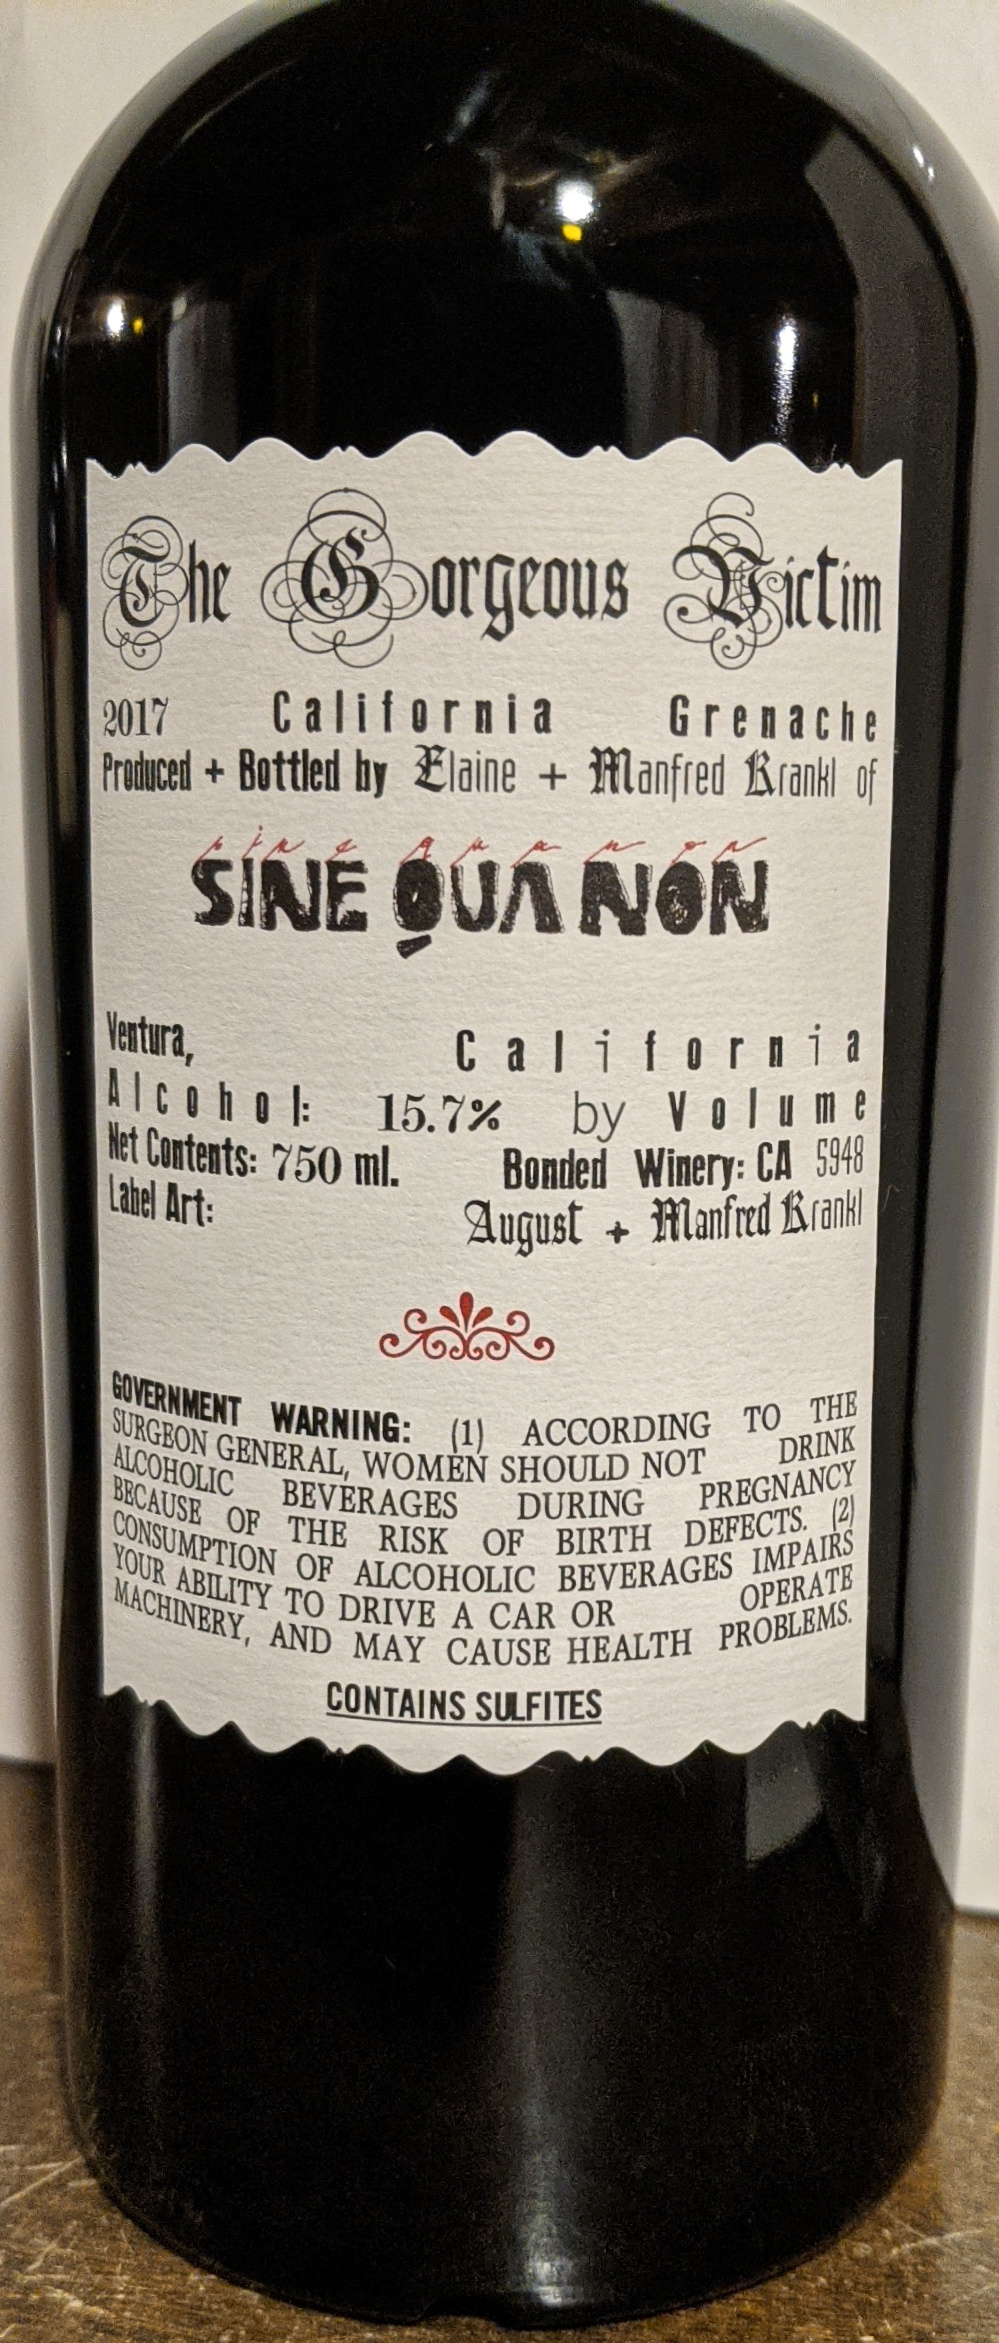 The Gorgeous Victim
2017 California Grenache
Produced + Bottled by Elaine + Manfred Krankl of
sine qua non
SINE QUA NON
Ventura, California
Alcohol: 15.7% by Volume
Net Contents: 750 ml. Bonded Winery: CA 5948
Label Art: August + Manfred Krankl
GOVERNMENT WARNING: (1) ACCORDING TO THE
SURGEON GENERAL, WOMEN SHOULD NOT DRINK
ALCOHOLIC BEVERAGES DURING PREGNANCY
BECAUSE OF THE RISK OF BIRTH DEFECTS. (2)
CONSUMPTION OF ALCOHOLIC BEVERAGES IMPAIRS
YOUR ABILITY TO DRIVE A CAR OR OPERATE
MACHINERY, AND MAY CAUSE HEALTH PROBLEMS.
CONTAINS SULFITES